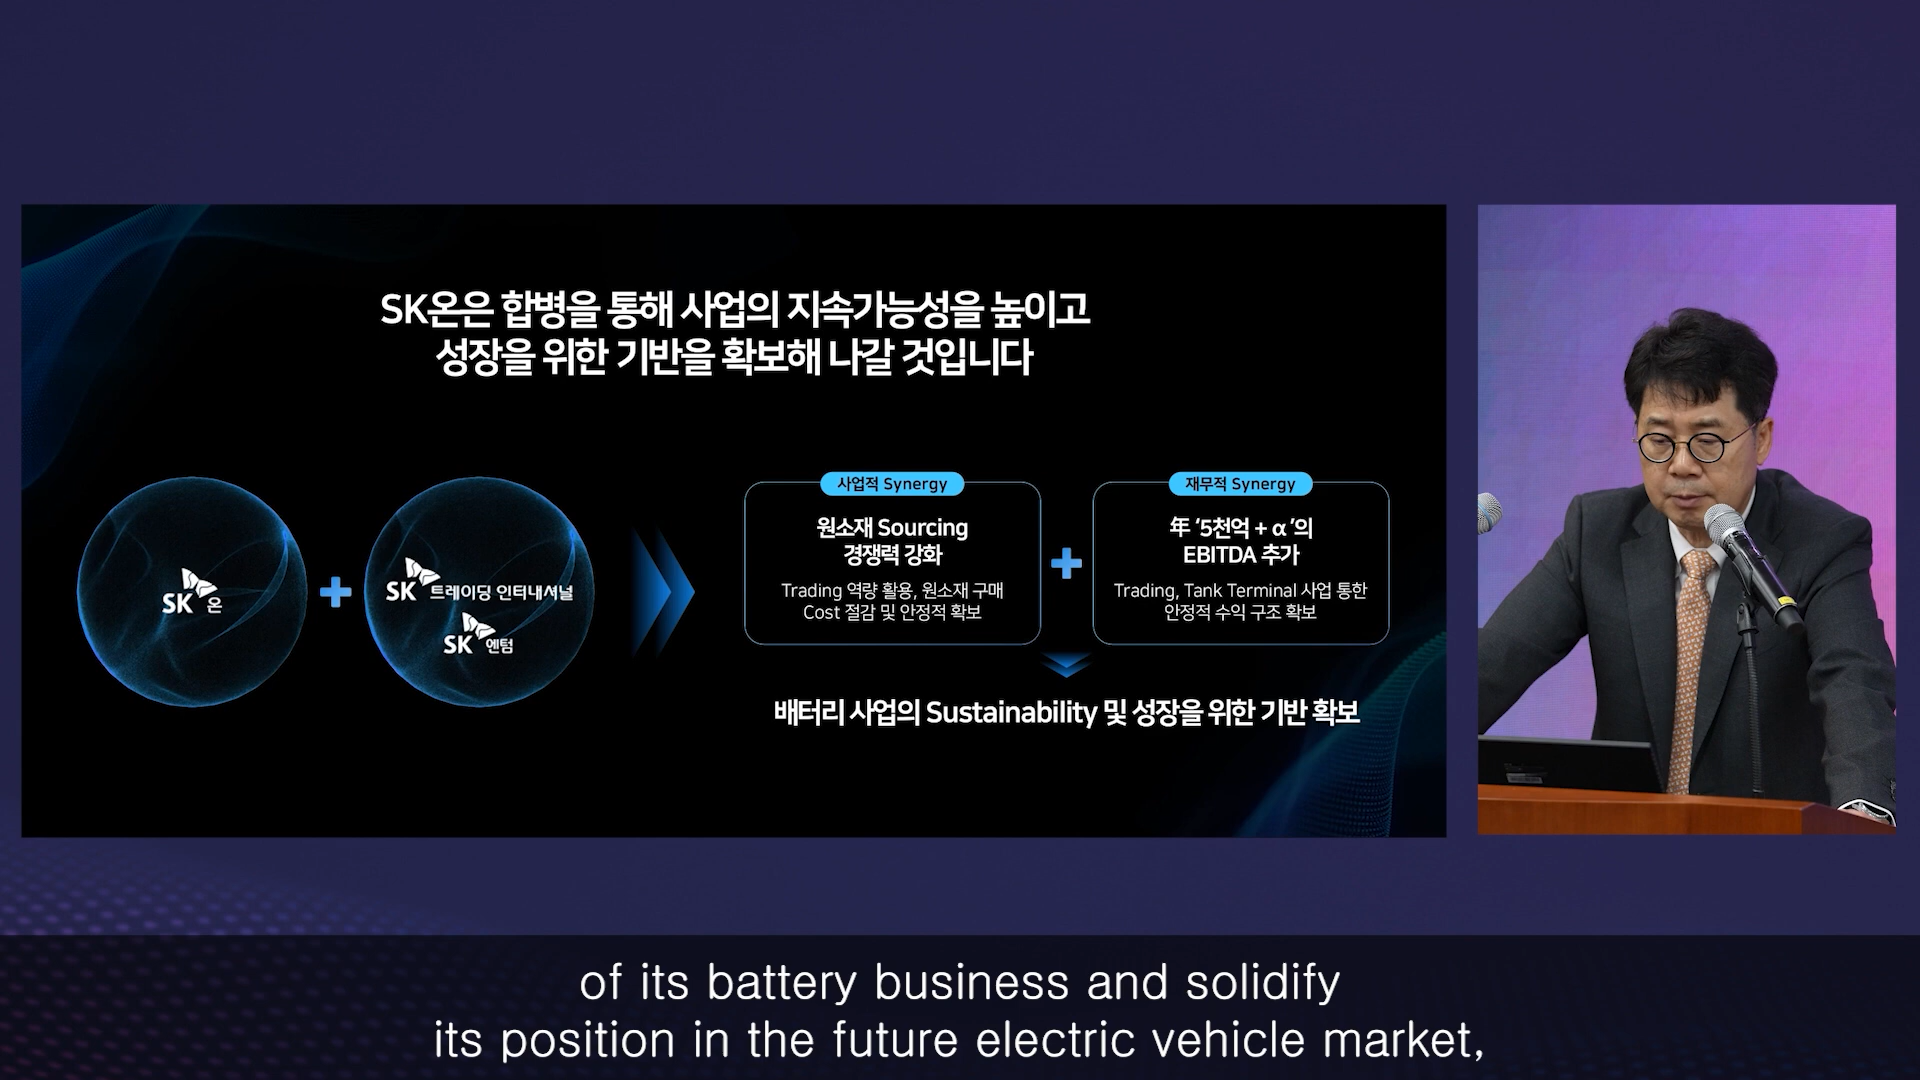 SK온은 합병을 통해 사업의 지속가능성을 높이고
성장을 위한 기반을 확보해 나갈 것입니다
SK 온
SK 트레이딩 인터내셔널
SK 엔텀
사업적 Synergy
원소재 Sourcing
경쟁력 강화
Trading 역량 활용, 원소재 구매
Cost 절감 및 안정적 확보
재무적 Synergy
年 ‘5천억 + α ’의
EBITDA 추가
Trading, Tank Terminal 사업 통한
안정적 수익 구조 확보
배터리 사업의 Sustainability 및 성장을 위한 기반 확보
of its battery business and solidify
its position in the future electric vehicle market,